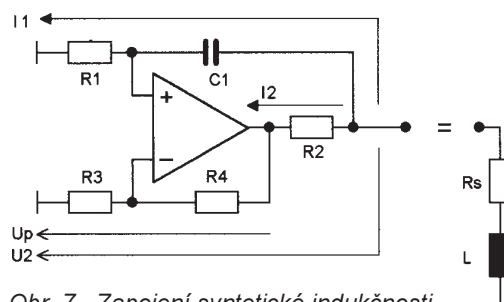 I1
R1
C1
+
I2
R2
=
Rs
−
R3
R4
L
Up
U2
Obr. 7. Zapojení syntetické indukčnosti